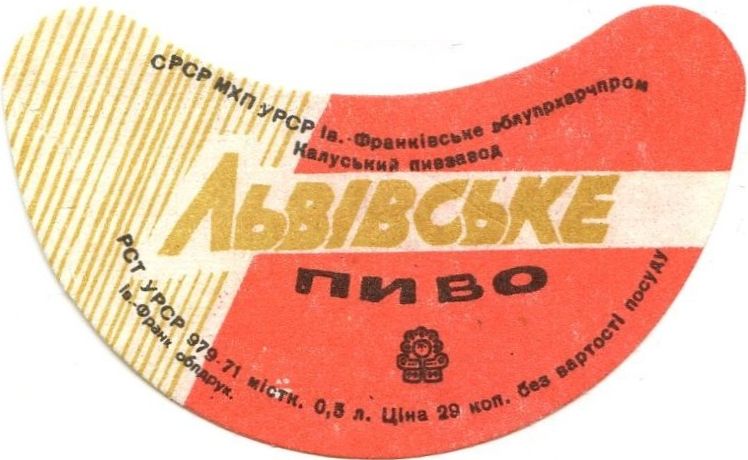 СРСР МХП УРСР Ів.-Франківське облупрхарчпром
Калуський пивзавод
ЛЬВІВСЬКЕ
ПИВО
РСТ УРСР 979-71 містк. 0,5 л. Ціна 29 коп. без вартості посуду
Ів.-Франк облдрук.